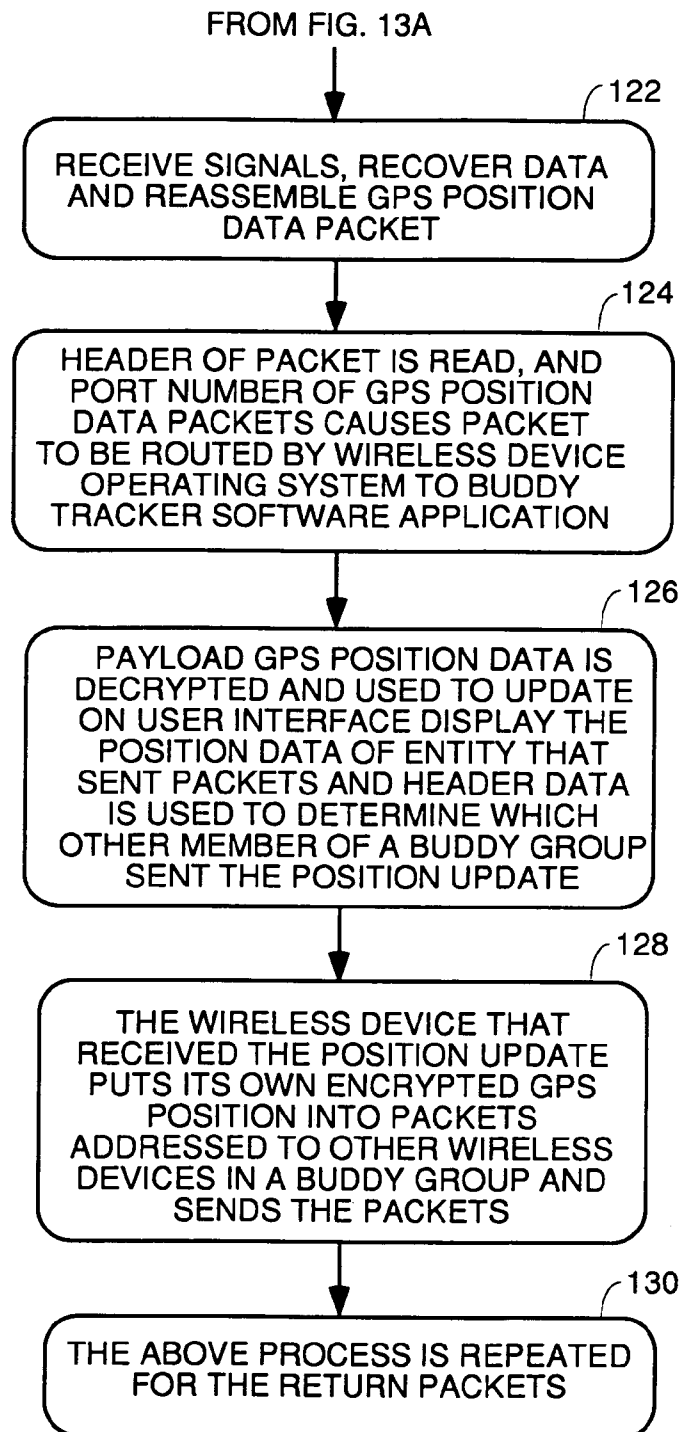 FROM FIG. 13A
122
RECEIVE SIGNALS, RECOVER DATA
AND REASSEMBLE GPS POSITION
DATA PACKET
124
HEADER OF PACKET IS READ, AND
PORT NUMBER OF GPS POSITION
DATA PACKETS CAUSES PACKET
TO BE ROUTED BY WIRELESS DEVICE
OPERATING SYSTEM TO BUDDY
TRACKER SOFTWARE APPLICATION
126
PAYLOAD GPS POSITION DATA IS
DECRYPTED AND USED TO UPDATE
ON USER INTERFACE DISPLAY THE
POSITION DATA OF ENTITY THAT
SENT PACKETS AND HEADER DATA
IS USED TO DETERMINE WHICH
OTHER MEMBER OF A BUDDY GROUP
SENT THE POSITION UPDATE
128
THE WIRELESS DEVICE THAT
RECEIVED THE POSITION UPDATE
PUTS ITS OWN ENCRYPTED GPS
POSITION INTO PACKETS
ADDRESSED TO OTHER WIRELESS
DEVICES IN A BUDDY GROUP AND
SENDS THE PACKETS
130
THE ABOVE PROCESS IS REPEATED
FOR THE RETURN PACKETS